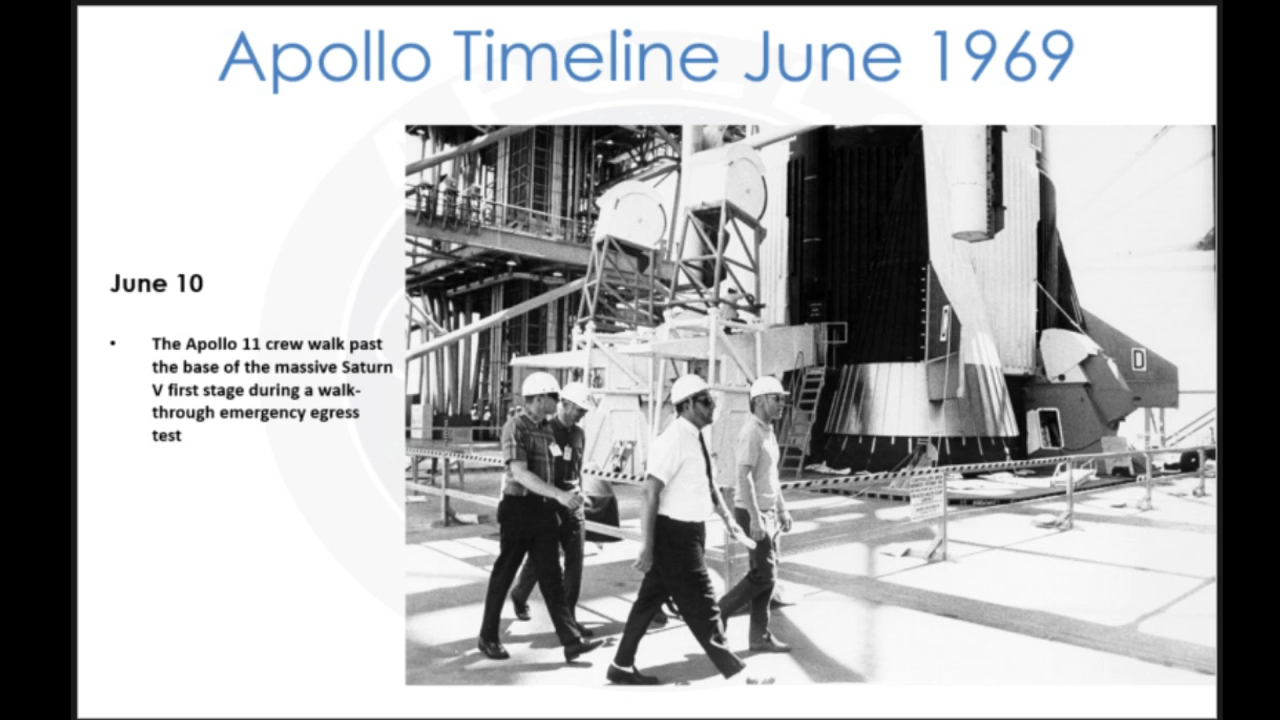 Apollo Timeline June 1969
June 10
• The Apollo 11 crew walk past
the base of the massive Saturn
V first stage during a walk-
through emergency egress
test
D